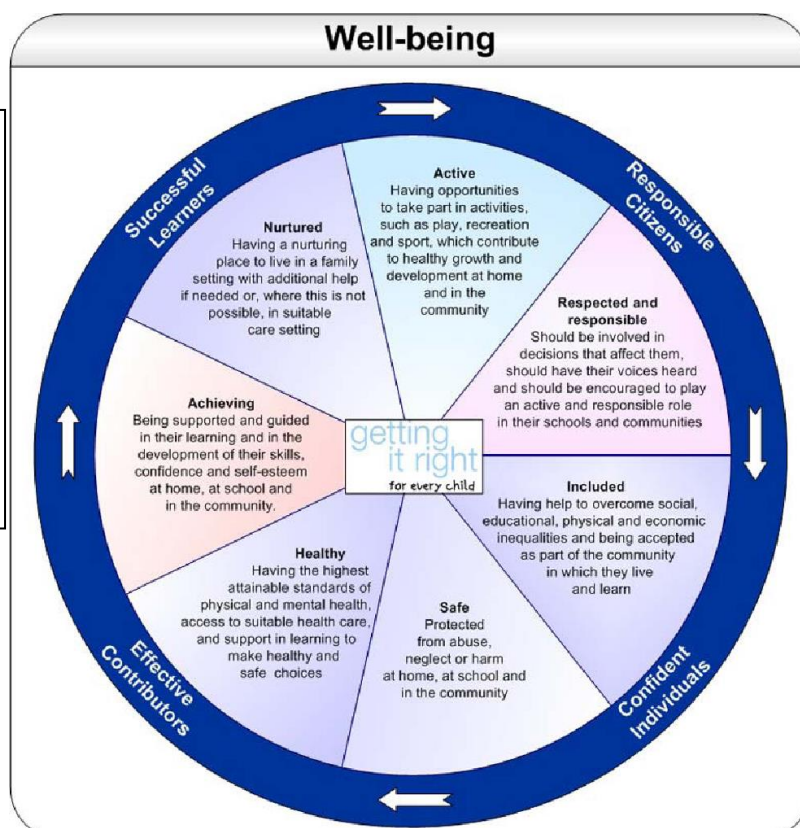 Well-being
Successful
Learners
Responsible
Citizens
Active
Having opportunities
to take part in activities,
such as play, recreation
and sport, which contribute
to healthy growth and
development at home
and in the
community
Nurtured
Having a nurturing
place to live in a family
setting with additional help
if needed or, where this is not
possible, in suitable
care setting
Respected and
responsible
Should be involved in
decisions that affect them,
should have their voices heard
and should be encouraged to play
an active and responsible role
in their schools and communities
Achieving
Being supported and guided
in their learning and in the
development of their skills,
confidence and self-esteem
at home, at school and
in the community.
getting
it right
for every child
Included
Having help to overcome social,
educational, physical and economic
inequalities and being accepted
as part of the community
in which they live
and learn
Healthy
Having the highest
attainable standards of
physical and mental health,
access to suitable health care,
and support in learning to
make healthy and
safe choices
Safe
Protected
from abuse,
neglect or harm
at home, at school and
in the community
Effective
Contributors
Confident
Individuals